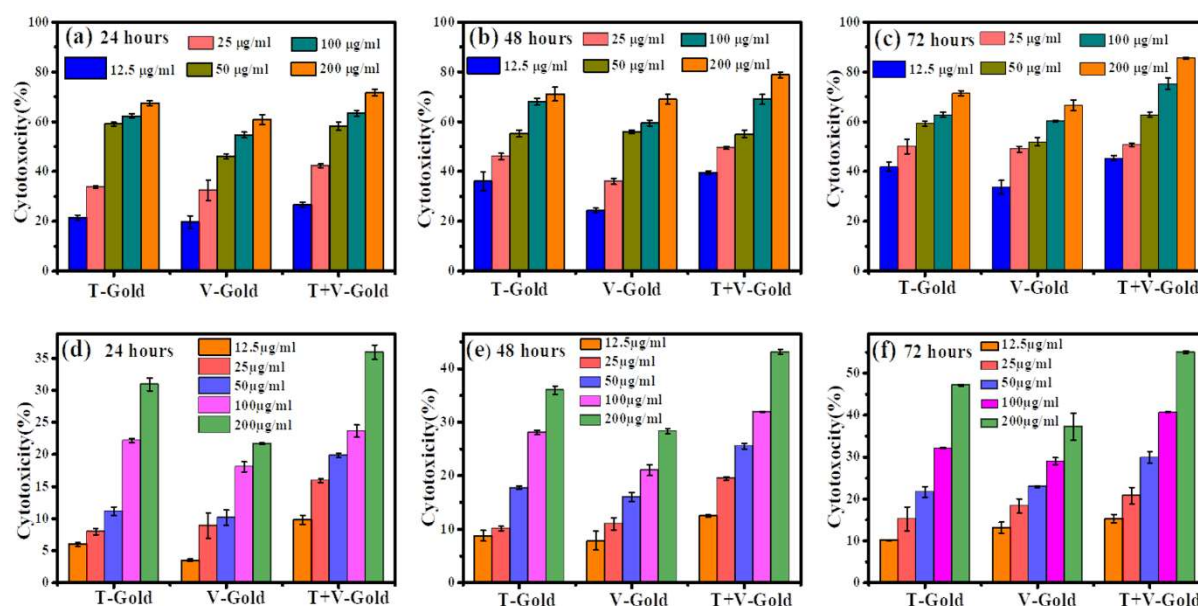 (a) 24 hours
25 µg/ml
100 µg/ml
12.5 µg/ml
50 µg/ml
200 µg/ml
Cytotoxocity(%)
100
80
60
40
20
0
T-Gold
V-Gold
T+V-Gold
(b) 48 hours
25 µg/ml
100 µg/ml
12.5 µg/ml
50 µg/ml
200 µg/ml
Cytotoxicity(%)
100
80
60
40
20
0
T-Gold
V-Gold
T+V-Gold
(c) 72 hours
25 µg/ml
100 µg/ml
12.5 µg/ml
50 µg/ml
200 µg/ml
Cytotoxicity(%)
100
80
60
40
20
0
T-Gold
V-Gold
T+V-Gold
(d) 24 hours
12.5µg/ml
25µg/ml
50µg/ml
100µg/ml
200µg/ml
Cytotoxicity(%)
35
30
25
20
15
10
5
0
T-Gold
V-Gold
T+V-Gold
(e) 48 hours
12.5µg/ml
25µg/ml
50µg/ml
100µg/ml
200µg/ml
Cytotoxicity(%)
40
30
20
10
0
T-Gold
V-Gold
T+V-Gold
(f) 72 hours
12.5µg/ml
25µg/ml
50µg/ml
100µg/ml
200µg/ml
Cytotoxocity(%)
50
40
30
20
10
0
T-Gold
V-Gold
T+V-Gold